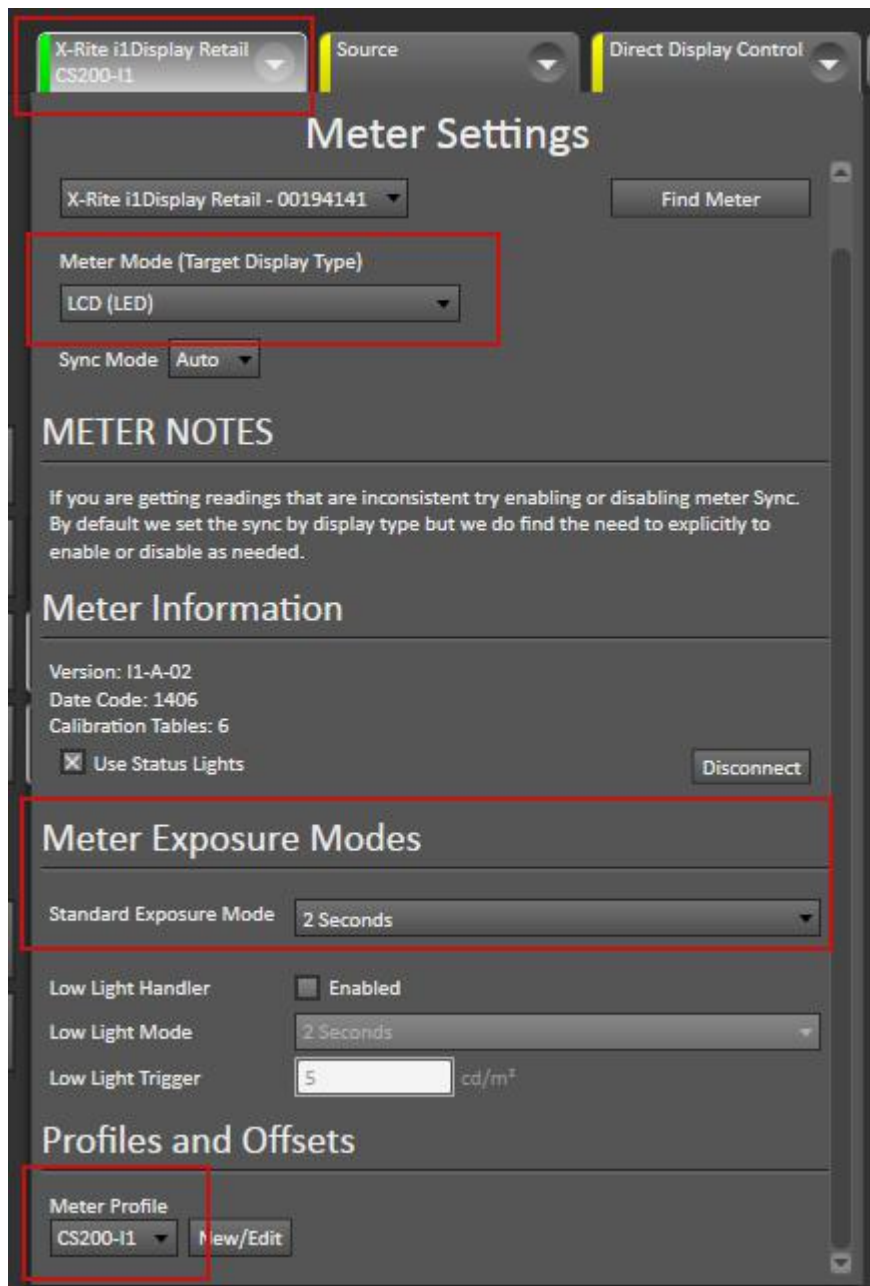 X-Rite i1Display Retail
CS200-I1
Source
Direct Display Control
Meter Settings
X-Rite i1Display Retail - 00194141
Find Meter
Meter Mode (Target Display Type)
LCD (LED)
Sync Mode Auto
METER NOTES
If you are getting readings that are inconsistent try enabling or disabling meter Sync.
By default we set the sync by display type but we do find the need to explicitly to
enable or disable as needed.
Meter Information
Version: I1-A-02
Date Code: 1406
Calibration Tables: 6
Use Status Lights
Disconnect
Meter Exposure Modes
Standard Exposure Mode 2 Seconds
Low Light Handler Enabled
Low Light Mode 2 Seconds
Low Light Trigger 5 cd/m²
Profiles and Offsets
Meter Profile
CS200-I1 New/Edit